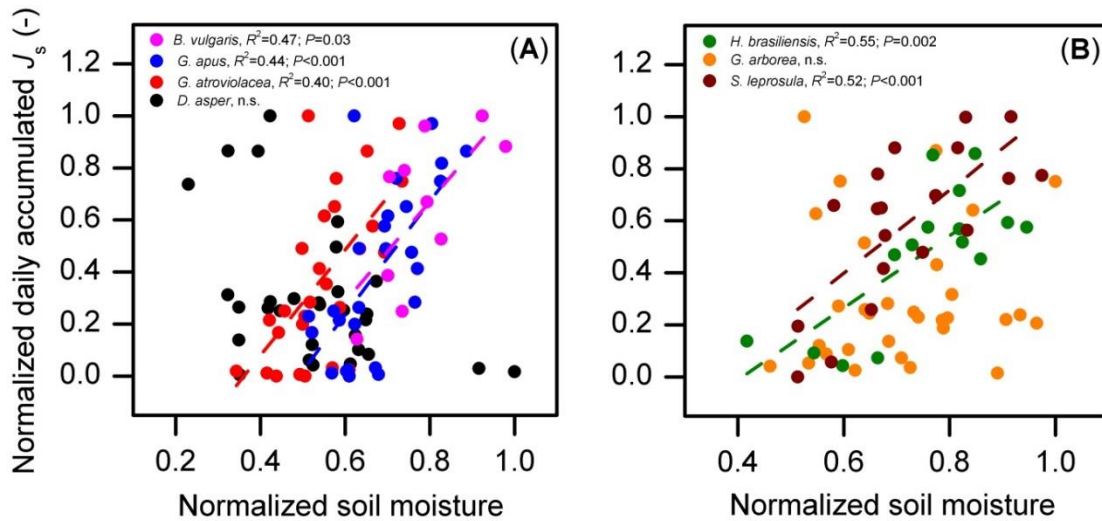 Normalized daily accumulated Js (-)
(A)
B. vulgaris, R²=0.47; P=0.03
G. apus, R²=0.44; P<0.001
G. atroviolacea, R²=0.40; P<0.001
D. asper, n.s.
1.2
1.0
0.8
0.6
0.4
0.2
0.0
0.2 0.4 0.6 0.8 1.0
Normalized soil moisture
(B)
H. brasiliensis, R²=0.55; P=0.002
G. arborea, n.s.
S. leprosula, R²=0.52; P<0.001
1.2
1.0
0.8
0.6
0.4
0.2
0.0
0.4 0.6 0.8 1.0
Normalized soil moisture